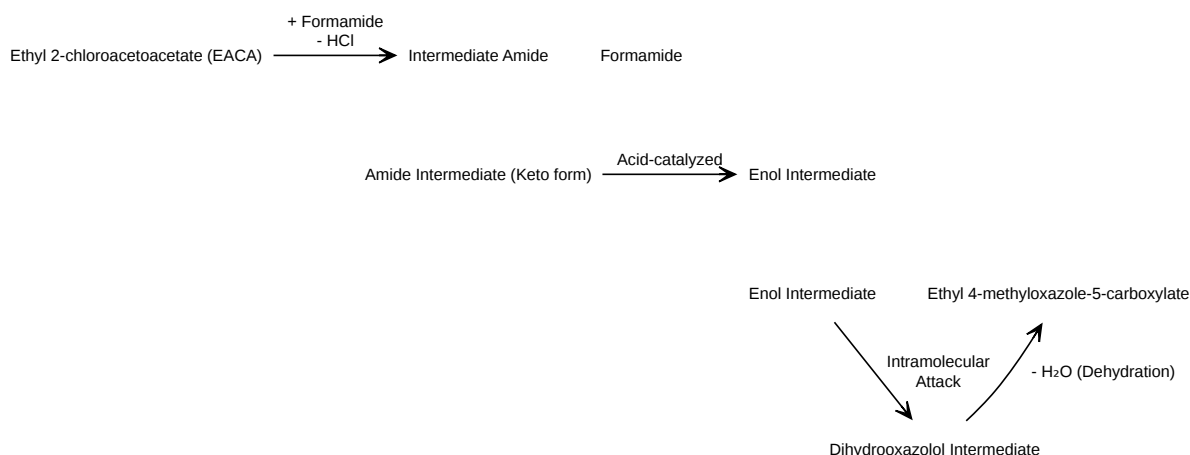 + Formamide
- HCl
Ethyl 2-chloroacetoacetate (EACA)
Intermediate Amide
Formamide
Acid-catalyzed
Amide Intermediate (Keto form)
Enol Intermediate
Enol Intermediate
Ethyl 4-methyloxazole-5-carboxylate
Intramolecular
Attack
- H₂O (Dehydration)
Dihydrooxazolol Intermediate